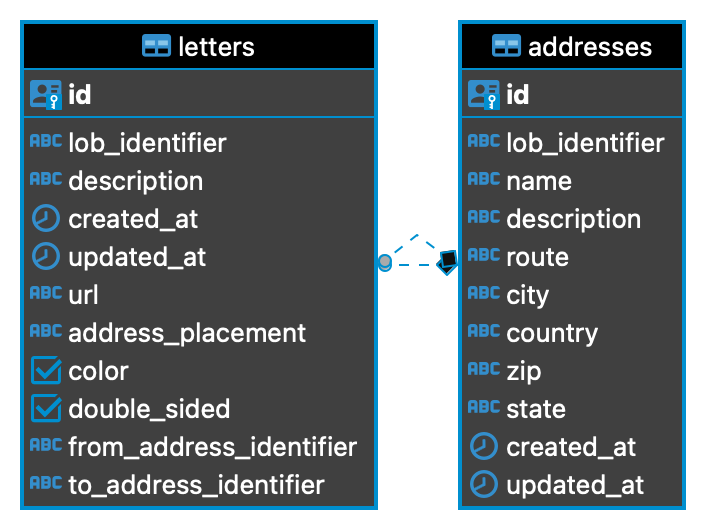 letters
id
ABC lob_identifier
ABC description
created_at
updated_at
ABC url
ABC address_placement
color
double_sided
ABC from_address_identifier
ABC to_address_identifier
addresses
id
ABC lob_identifier
ABC name
ABC description
ABC route
ABC city
ABC country
ABC zip
ABC state
created_at
updated_at